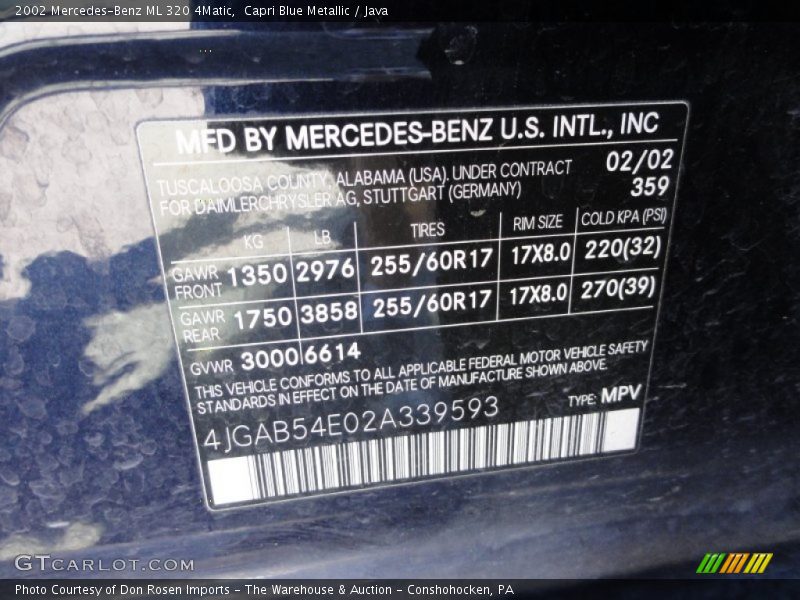 2002 Mercedes-Benz ML 320 4Matic, Capri Blue Metallic / Java
MFD BY MERCEDES-BENZ U.S. INTL., INC
TUSCALOOSA COUNTY, ALABAMA (USA). UNDER CONTRACT 02/02
FOR DAIMLERCHRYSLER AG, STUTTGART (GERMANY) 359
KG LB TIRES RIM SIZE COLD KPA (PSI)
GAWR FRONT 1350 2976 255/60R17 17X8.0 220(32)
GAWR REAR 1750 3858 255/60R17 17X8.0 270(39)
GVWR 3000 6614
THIS VEHICLE CONFORMS TO ALL APPLICABLE FEDERAL MOTOR VEHICLE SAFETY
STANDARDS IN EFFECT ON THE DATE OF MANUFACTURE SHOWN ABOVE.
4JGAB54E02A339593 TYPE: MPV
GTCARLOT.COM
Photo Courtesy of Don Rosen Imports - The Warehouse & Auction - Conshohocken, PA